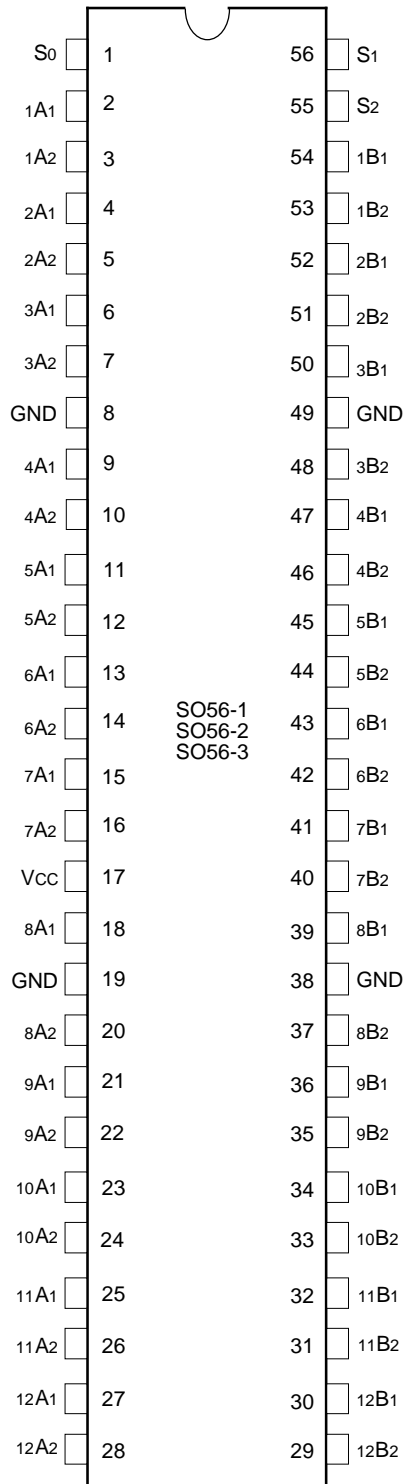 S0 1 56 S1
1A1 2 55 S2
1A2 3 54 1B1
2A1 4 53 1B2
2A2 5 52 2B1
3A1 6 51 2B2
3A2 7 50 3B1
GND 8 49 GND
4A1 9 48 3B2
4A2 10 47 4B1
5A1 11 46 4B2
5A2 12 45 5B1
6A1 13 44 5B2
SO56-1
6A2 14 43 6B1
SO56-2
SO56-3
7A1 15 42 6B2
7A2 16 41 7B1
VCC 17 40 7B2
8A1 18 39 8B1
GND 19 38 GND
8A2 20 37 8B2
9A1 21 36 9B1
9A2 22 35 9B2
10A1 23 34 10B1
10A2 24 33 10B2
11A1 25 32 11B1
11A2 26 31 11B2
12A1 27 30 12B1
12A2 28 29 12B2